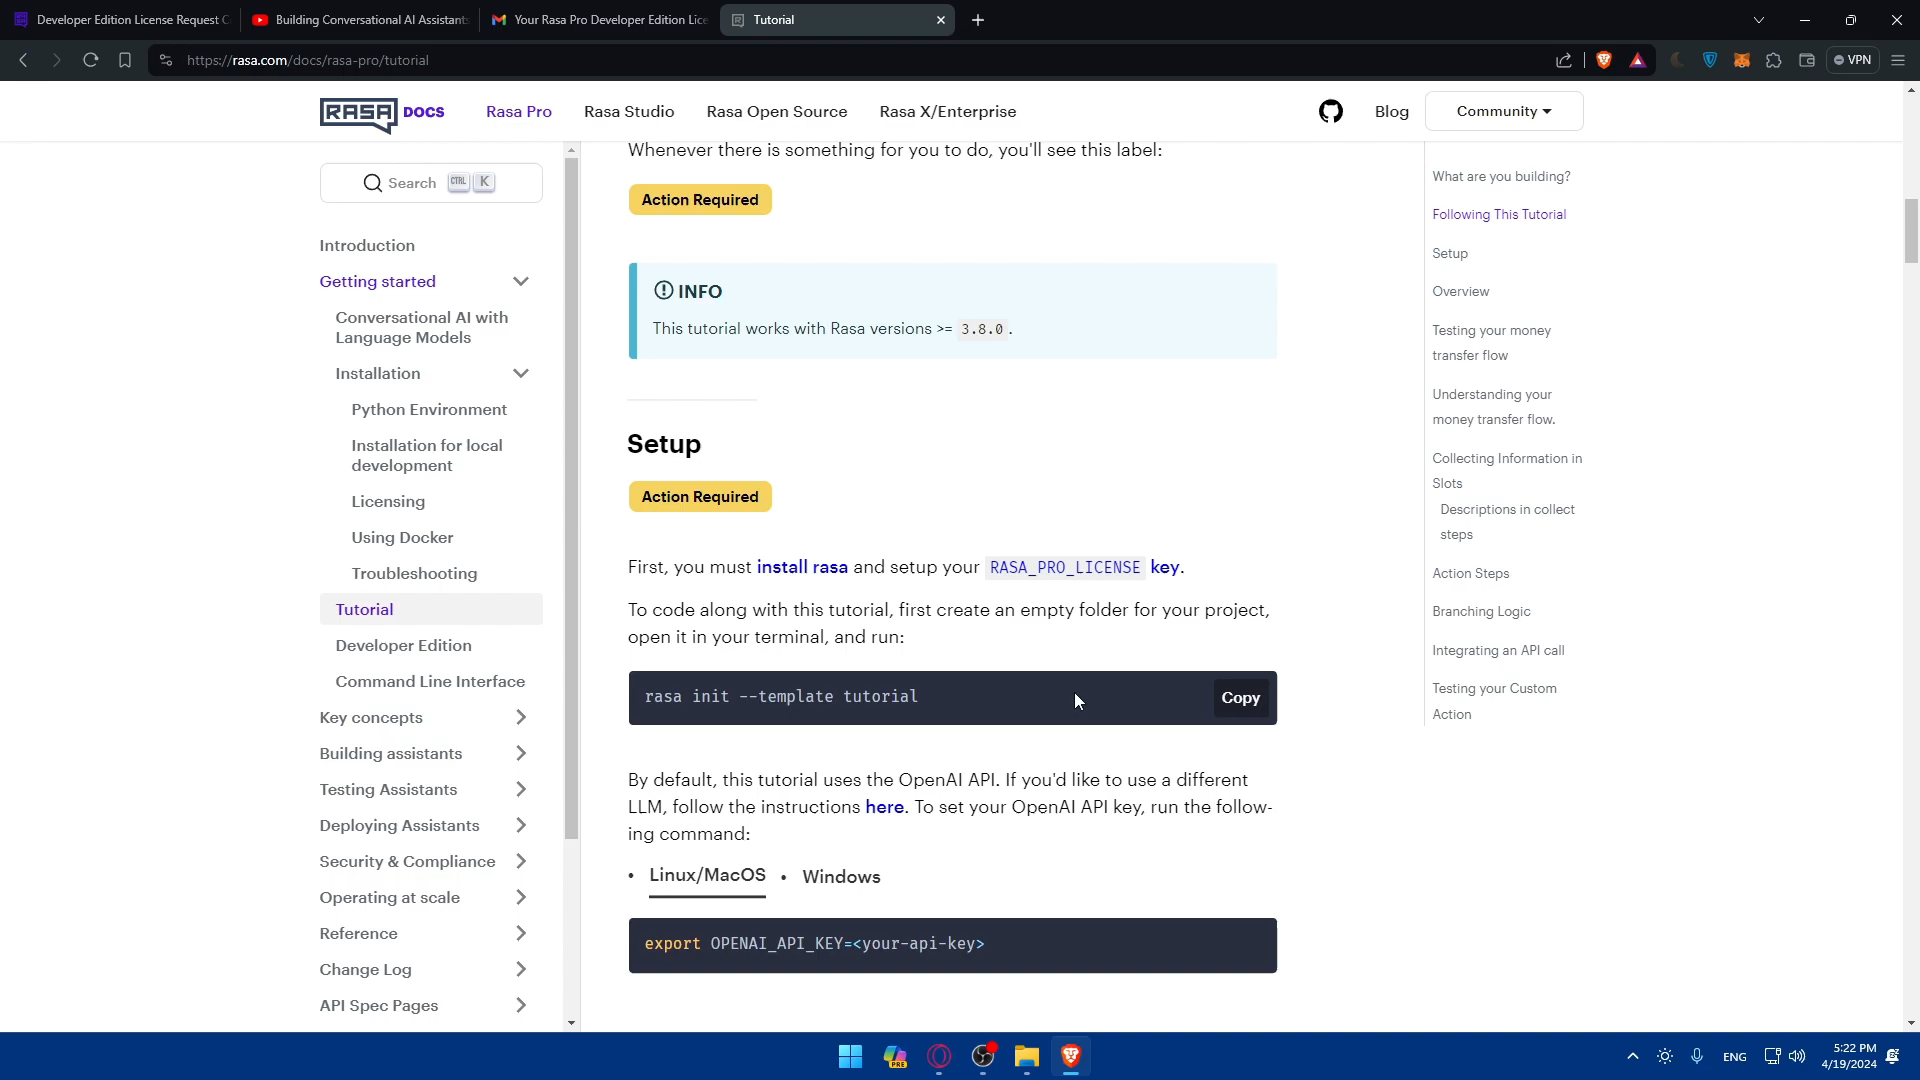 Developer Edition License Request C
Building Conversational AI Assistants
Your Rasa Pro Developer Edition Lice
Tutorial
https://rasa.com/docs/rasa-pro/tutorial
VPN
RASA DOCS
Rasa Pro
Rasa Studio
Rasa Open Source
Rasa X/Enterprise
Blog
Community
Search CTRL K
Introduction
Getting started
Conversational AI with
Language Models
Installation
Python Environment
Installation for local
development
Licensing
Using Docker
Troubleshooting
Tutorial
Developer Edition
Command Line Interface
Key concepts
Building assistants
Testing Assistants
Deploying Assistants
Security & Compliance
Operating at scale
Reference
Change Log
API Spec Pages
Whenever there is something for you to do, you'll see this label:
Action Required
INFO
This tutorial works with Rasa versions >= 3.8.0.
Setup
Action Required
First, you must install rasa and setup your RASA_PRO_LICENSE key.
To code along with this tutorial, first create an empty folder for your project,
open it in your terminal, and run:
rasa init --template tutorial
Copy
By default, this tutorial uses the OpenAI API. If you'd like to use a different
LLM, follow the instructions here. To set your OpenAI API key, run the follow-
ing command:
• Linux/MacOS • Windows
export OPENAI_API_KEY=<your-api-key>
What are you building?
Following This Tutorial
Setup
Overview
Testing your money
transfer flow
Understanding your
money transfer flow.
Collecting Information in
Slots
Descriptions in collect
steps
Action Steps
Branching Logic
Integrating an API call
Testing your Custom
Action
PRE
ENG
5:22 PM
4/19/2024